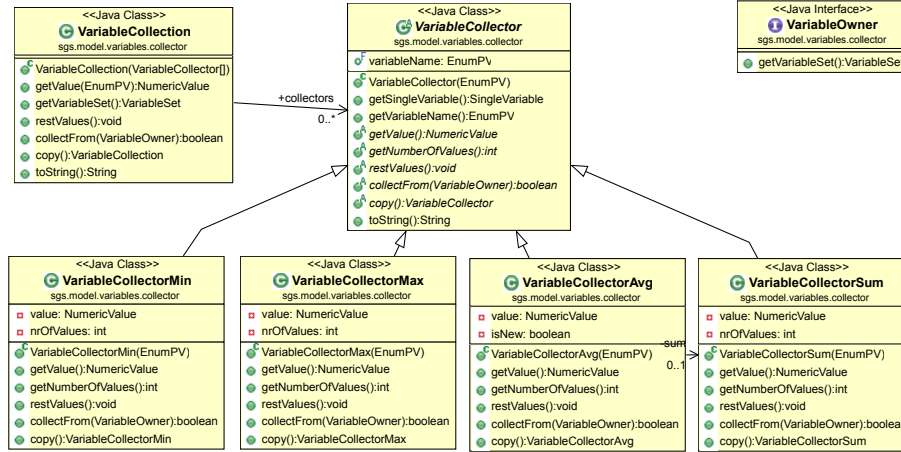 <<Java Class>>
VariableCollection
sgs.model.variables.collector
VariableCollection(VariableCollector[])
getValue(EnumPV):NumericValue
getVariableSet():VariableSet
restValues():void
collectFrom(VariableOwner):boolean
copy():VariableCollection
toString():String
+collectors
0..*
<<Java Class>>
VariableCollector
sgs.model.variables.collector
variableName: EnumPV
VariableCollector(EnumPV)
getSingleVariable():SingleVariable
getVariableName():EnumPV
getValue():NumericValue
getNumberOfValues():int
restValues():void
collectFrom(VariableOwner):boolean
copy():VariableCollector
toString():String
<<Java Interface>>
VariableOwner
sgs.model.variables.collector
getVariableSet():VariableSet
<<Java Class>>
VariableCollectorMin
sgs.model.variables.collector
value: NumericValue
nrOfValues: int
VariableCollectorMin(EnumPV)
getValue():NumericValue
getNumberOfValues():int
restValues():void
collectFrom(VariableOwner):boolean
copy():VariableCollectorMin
<<Java Class>>
VariableCollectorMax
sgs.model.variables.collector
value: NumericValue
nrOfValues: int
VariableCollectorMax(EnumPV)
getValue():NumericValue
getNumberOfValues():int
restValues():void
collectFrom(VariableOwner):boolean
copy():VariableCollectorMax
<<Java Class>>
VariableCollectorAvg
sgs.model.variables.collector
value: NumericValue
isNew: boolean
VariableCollectorAvg(EnumPV)
getValue():NumericValue
getNumberOfValues():int
restValues():void
collectFrom(VariableOwner):boolean
copy():VariableCollectorAvg
-sum
0..1
<<Java Class>>
VariableCollectorSum
sgs.model.variables.collector
value: NumericValue
nrOfValues: int
VariableCollectorSum(EnumPV)
getValue():NumericValue
getNumberOfValues():int
restValues():void
collectFrom(VariableOwner):boolean
copy():VariableCollectorSum